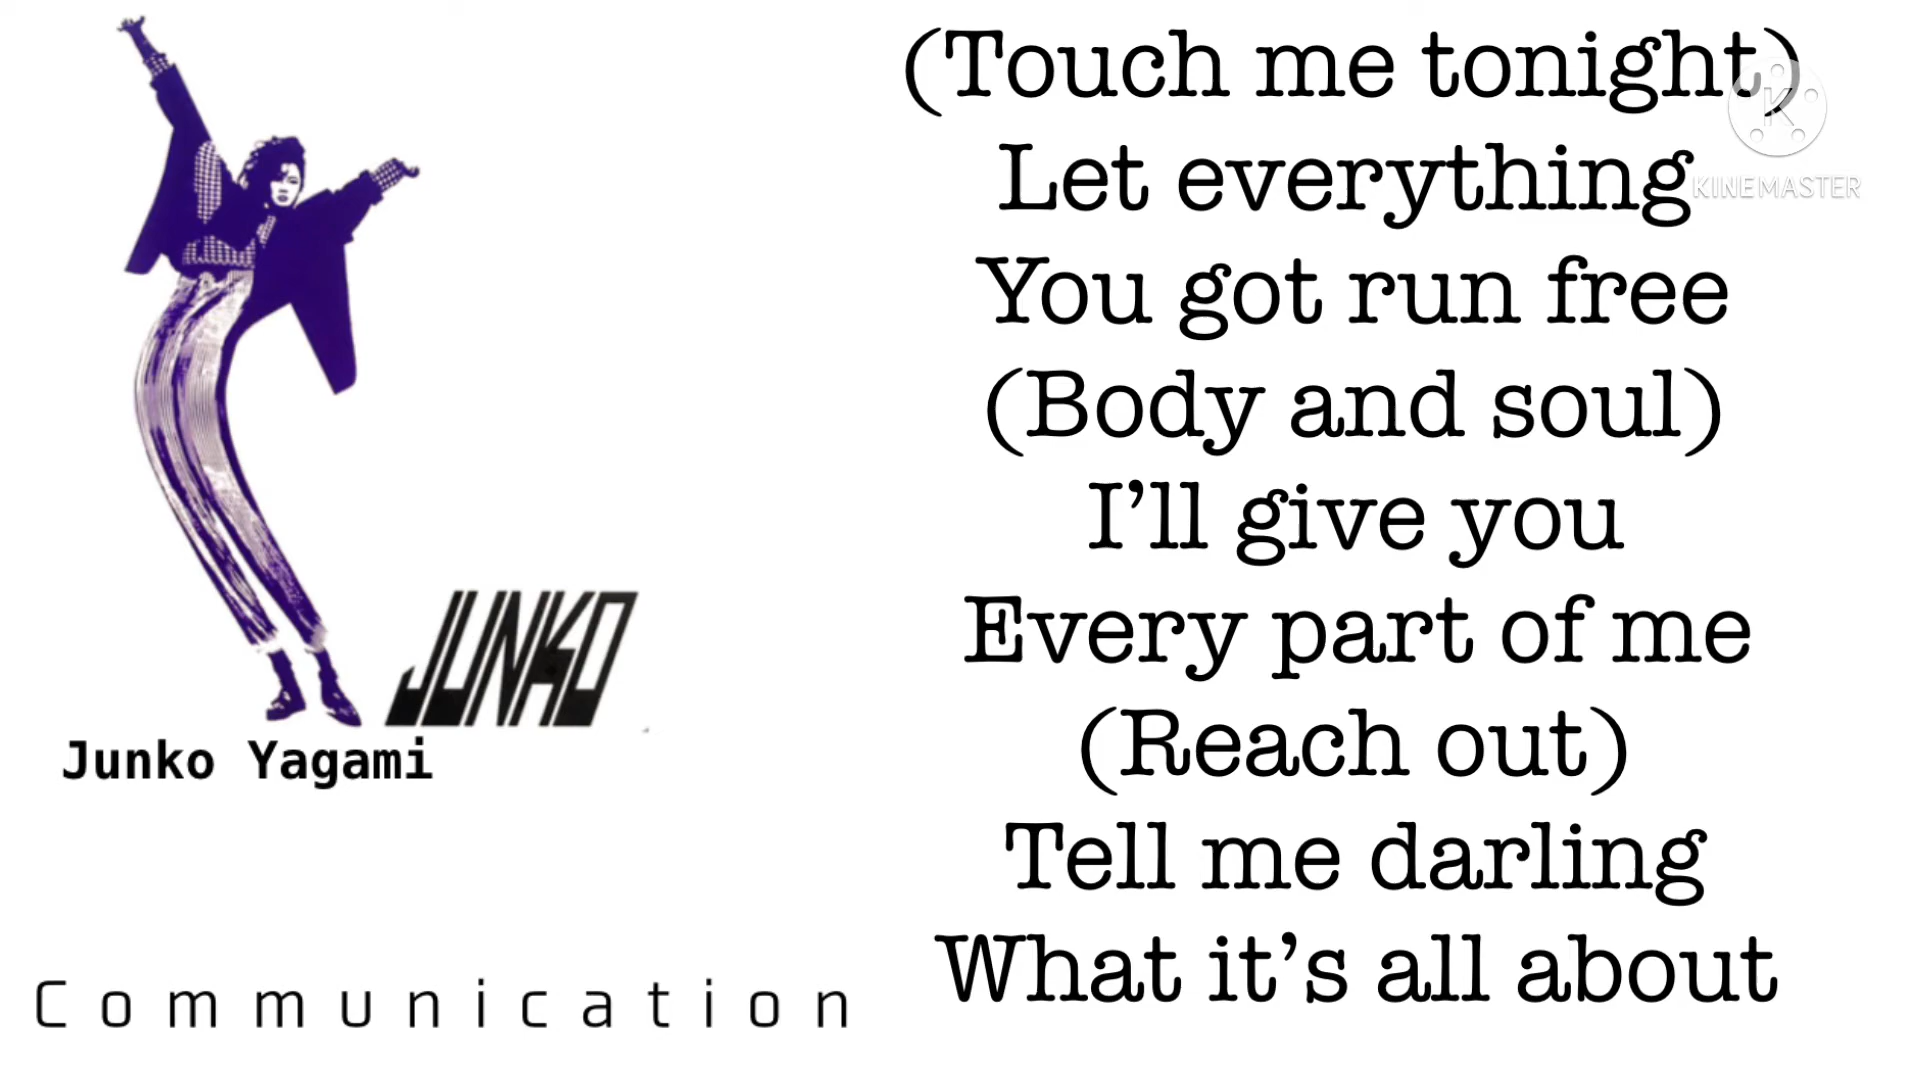 JUNKO
Junko Yagami
Communication
(Touch me tonight)
Let everything
You got run free
(Body and soul)
I’ll give you
Every part of me
(Reach out)
Tell me darling
What it’s all about
K
KINEMASTER